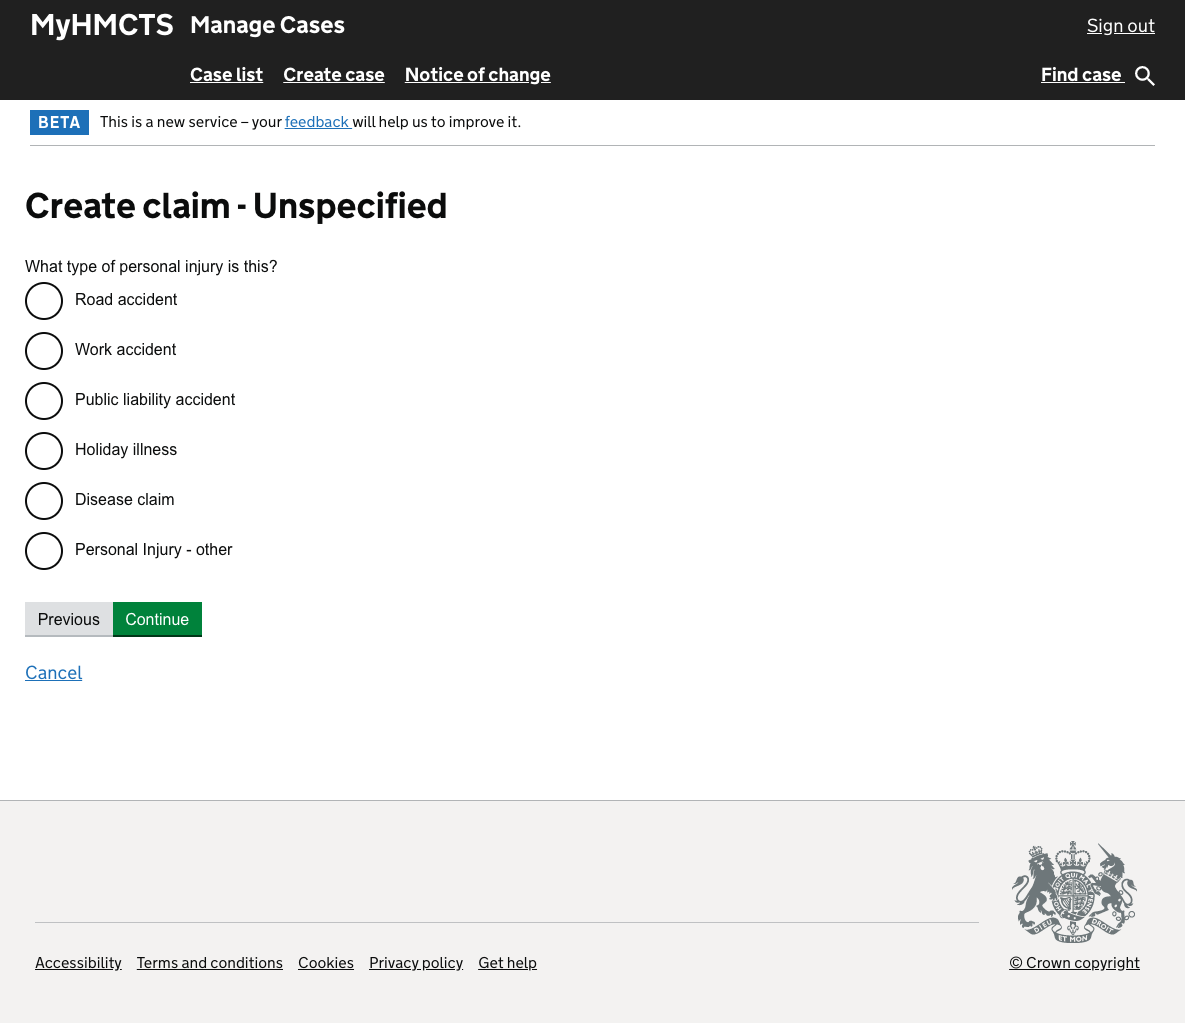 MyHMCTS Manage Cases Sign out
Case list Create case Notice of change Find case
BETA This is a new service – your feedback will help us to improve it.
Create claim - Unspecified
What type of personal injury is this?
Road accident
Work accident
Public liability accident
Holiday illness
Disease claim
Personal Injury - other
Previous Continue
Cancel
DIEU ET MON DROIT
Accessibility Terms and conditions Cookies Privacy policy Get help © Crown copyright